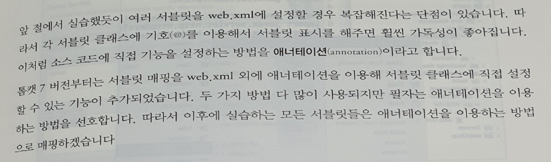 앞 절에서 실습했듯이 여러 서블릿을 web.xml에 설정할 경우 복잡해진다는 단점이 있습니다. 따
라서 각 서블릿 클래스에 기호(@)를 이용해서 서블릿 표시를 해주면 훨씬 가독성이 좋아집니다.
이처럼 소스 코드에 직접 기능을 설정하는 방법을 애너테이션(annotation)이라고 합니다.
톰캣 7 버전부터는 서블릿 매핑을 web.xml 외에 애너테이션을 이용해 서블릿 클래스에 직접 설정
할 수 있는 기능이 추가되었습니다. 두 가지 방법 다 많이 사용되지만 필자는 애너테이션을 이용
하는 방법을 선호합니다. 따라서 이후에 실습하는 모든 서블릿들은 애너테이션을 이용하는 방법
으로 매핑하겠습니다